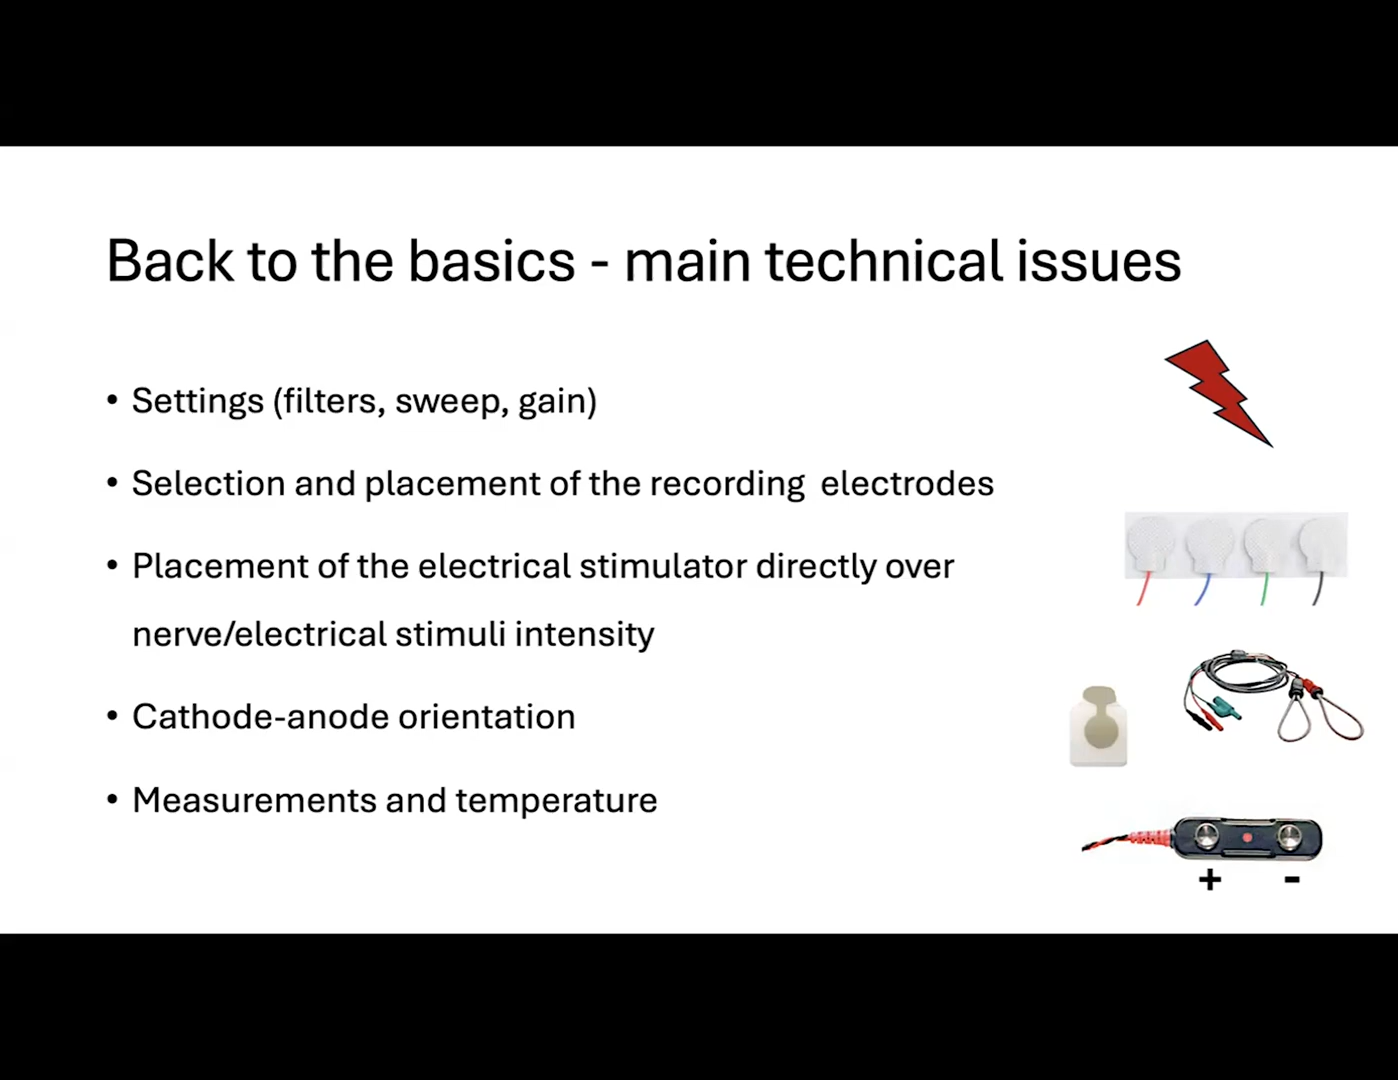 Back to the basics - main technical issues
• Settings (filters, sweep, gain)
• Selection and placement of the recording electrodes
• Placement of the electrical stimulator directly over
nerve/electrical stimuli intensity
• Cathode-anode orientation
• Measurements and temperature
+ -